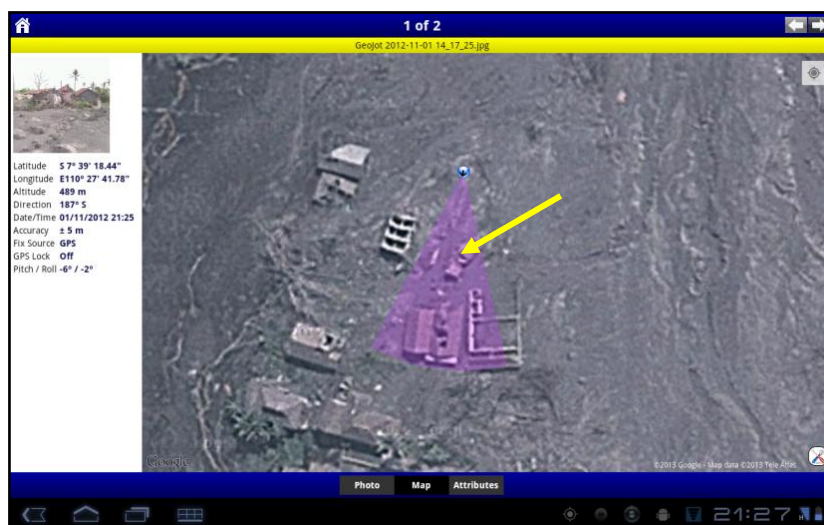 1 of 2
GeoJot 2012-11-01 14_17_25.jpg
Latitude S 7° 39' 18.44"
Longitude E110° 27' 41.78"
Altitude 489 m
Direction 187° S
Date/Time 01/11/2012 21:25
Accuracy ± 5 m
Fix Source GPS
GPS Lock Off
Pitch / Roll -6° / -2°
Google
©2013 Google - Map data ©2013 Tele Atlas
Photo Map Attributes
21:27